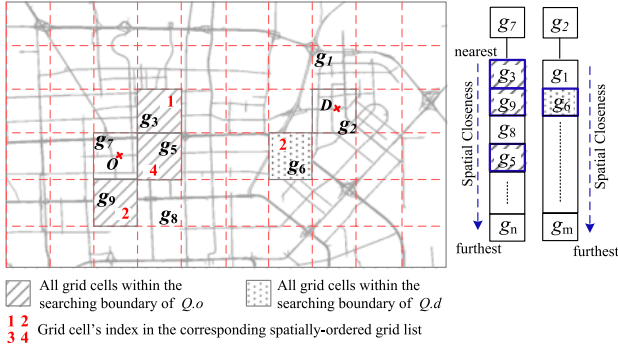 g1
1
g3
D
g2
g7
O
g5
4
2
g6
g9
2
g8
g7
g2
nearest
g3
g9
g8
g5
gn
furthest
Spatial Closeness
g1
g6
gm
furthest
Spatial Closeness
All grid cells within the
searching boundary of Q.o
All grid cells within the
searching boundary of Q.d
1 2
3 4
Grid cell's index in the corresponding spatially-ordered grid list